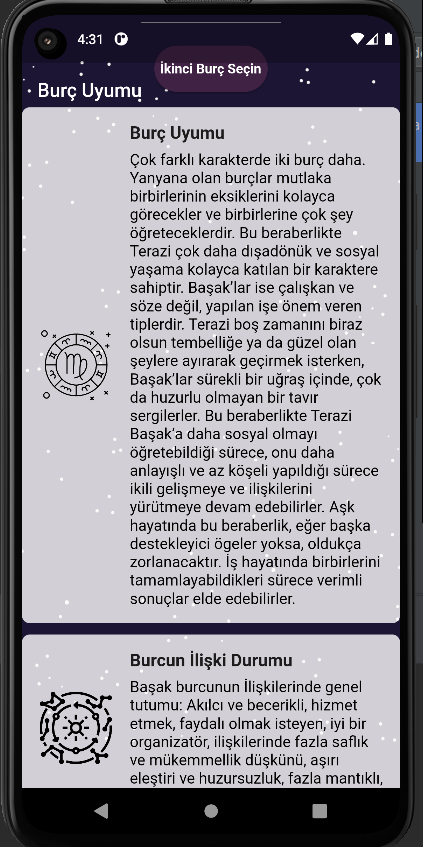 4:31
İkinci Burç Seçin
Burç Uyumu
Burç Uyumu
Çok farklı karakterde iki burç daha.
Yanyana olan burçlar mutlaka
birbirlerinin eksiklerini kolayca
görecekler ve birbirlerine çok şey
öğreteceklerdir. Bu beraberlikte
Terazi çok daha dışadönük ve sosyal
yaşama kolayca katılan bir karaktere
sahiptir. Başak’lar ise çalışkan ve
söze değil, yapılan işe önem veren
tiplerdir. Terazi boş zamanını biraz
olsun tembelliğe ya da güzel olan
şeylere ayırarak geçirmek isterken,
Başak’lar sürekli bir uğraş içinde, çok
da huzurlu olmayan bir tavır
sergilerler. Bu beraberlikte Terazi
Başak’a daha sosyal olmayı
öğretebildiği sürece, onu daha
anlayışlı ve az köşeli yapıldığı sürece
ikili gelişmeye ve ilişkilerini
yürütmeye devam edebilirler. Aşk
hayatında bu beraberlik, eğer başka
destekleyici ögeler yoksa, oldukça
zorlanacaktır. İş hayatında birbirlerini
tamamlayabildikleri sürece verimli
sonuçlar elde edebilirler.
Burcun İlişki Durumu
Başak burcunun İlişkilerinde genel
tutumu: Akılcı ve becerikli, hizmet
etmek, faydalı olmak isteyen, iyi bir
organizatör, ilişkilerinde fazla saflık
ve mükemmellik düşkünü, aşırı
eleştiri ve huzursuzluk, fazla mantıklı,